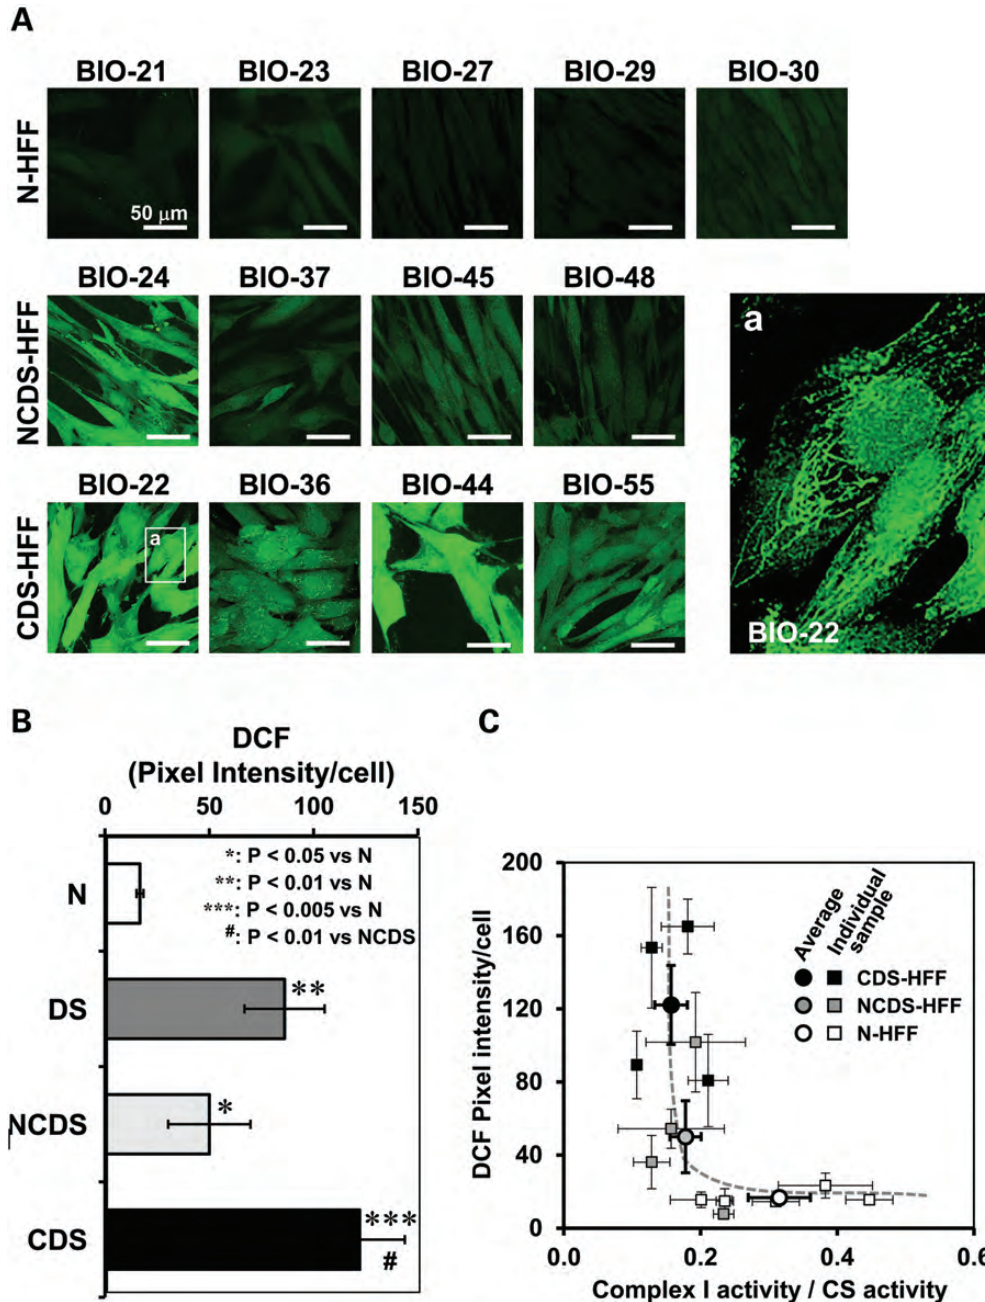 A
BIO-21 BIO-23 BIO-27 BIO-29 BIO-30
N-HFF
50 μm
BIO-24 BIO-37 BIO-45 BIO-48
NCDS-HFF
a
BIO-22 BIO-36 BIO-44 BIO-55
CDS-HFF
a
BIO-22
B
DCF
(Pixel Intensity/cell)
0 50 100 150
N
*: P < 0.05 vs N
**: P < 0.01 vs N
***: P < 0.005 vs N
#: P < 0.01 vs NCDS
DS
**
NCDS
*
CDS
***
#
C
DCF Pixel intensity/cell
200
160
120
80
40
0
Average
Individual
sample
CDS-HFF
NCDS-HFF
N-HFF
0.0 0.2 0.4 0.6
Complex I activity / CS activity